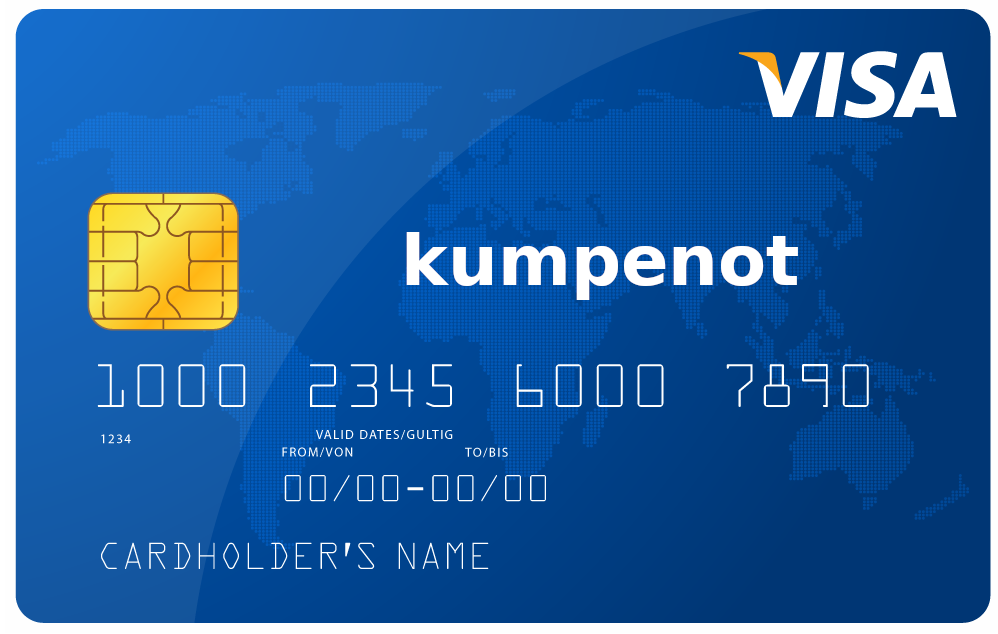 VISA
kumpenot
1000 2345 6000 7890
1234
VALID DATES/GULTIG
FROM/VON TO/BIS
00/00-00/00
CARDHOLDER'S NAME